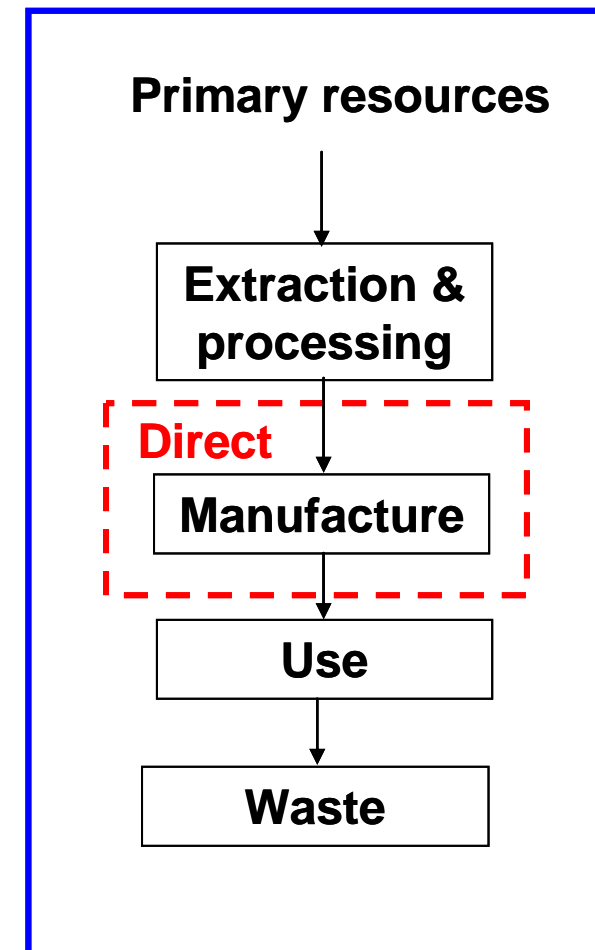 Primary resources
Extraction &
processing
Direct
Manufacture
Use
Waste